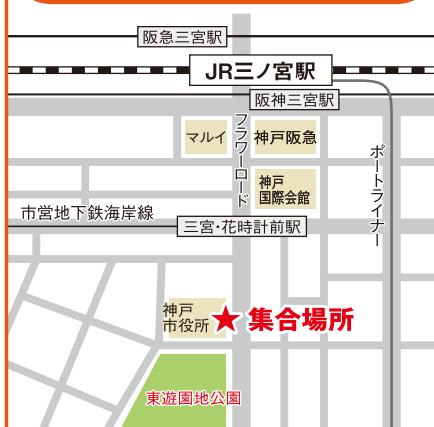 阪急三宮駅
JR三ノ宮駅
阪神三宮駅
フラワーロード
マルイ
神戸阪急
ポートライナー
神戸
国際会館
市営地下鉄海岸線
三宮・花時計前駅
神戸
市役所
★集合場所
東遊園地公園